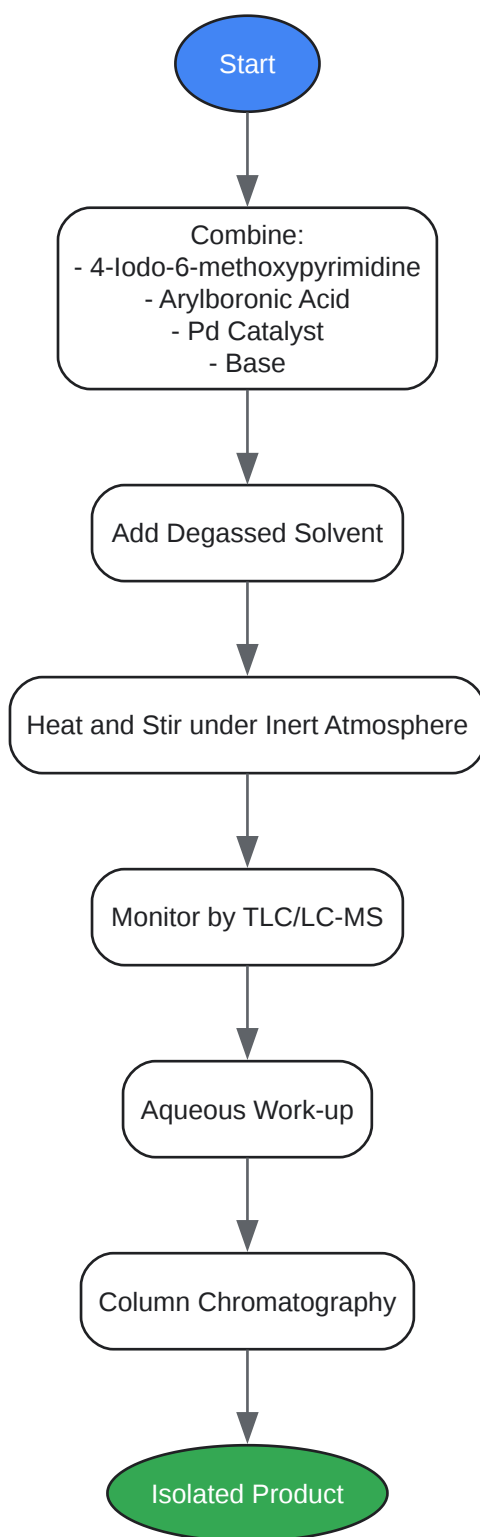 Start
Combine:
- 4-Iodo-6-methoxypyrimidine
- Arylboronic Acid
- Pd Catalyst
- Base
Add Degassed Solvent
Heat and Stir under Inert Atmosphere
Monitor by TLC/LC-MS
Aqueous Work-up
Column Chromatography
Isolated Product